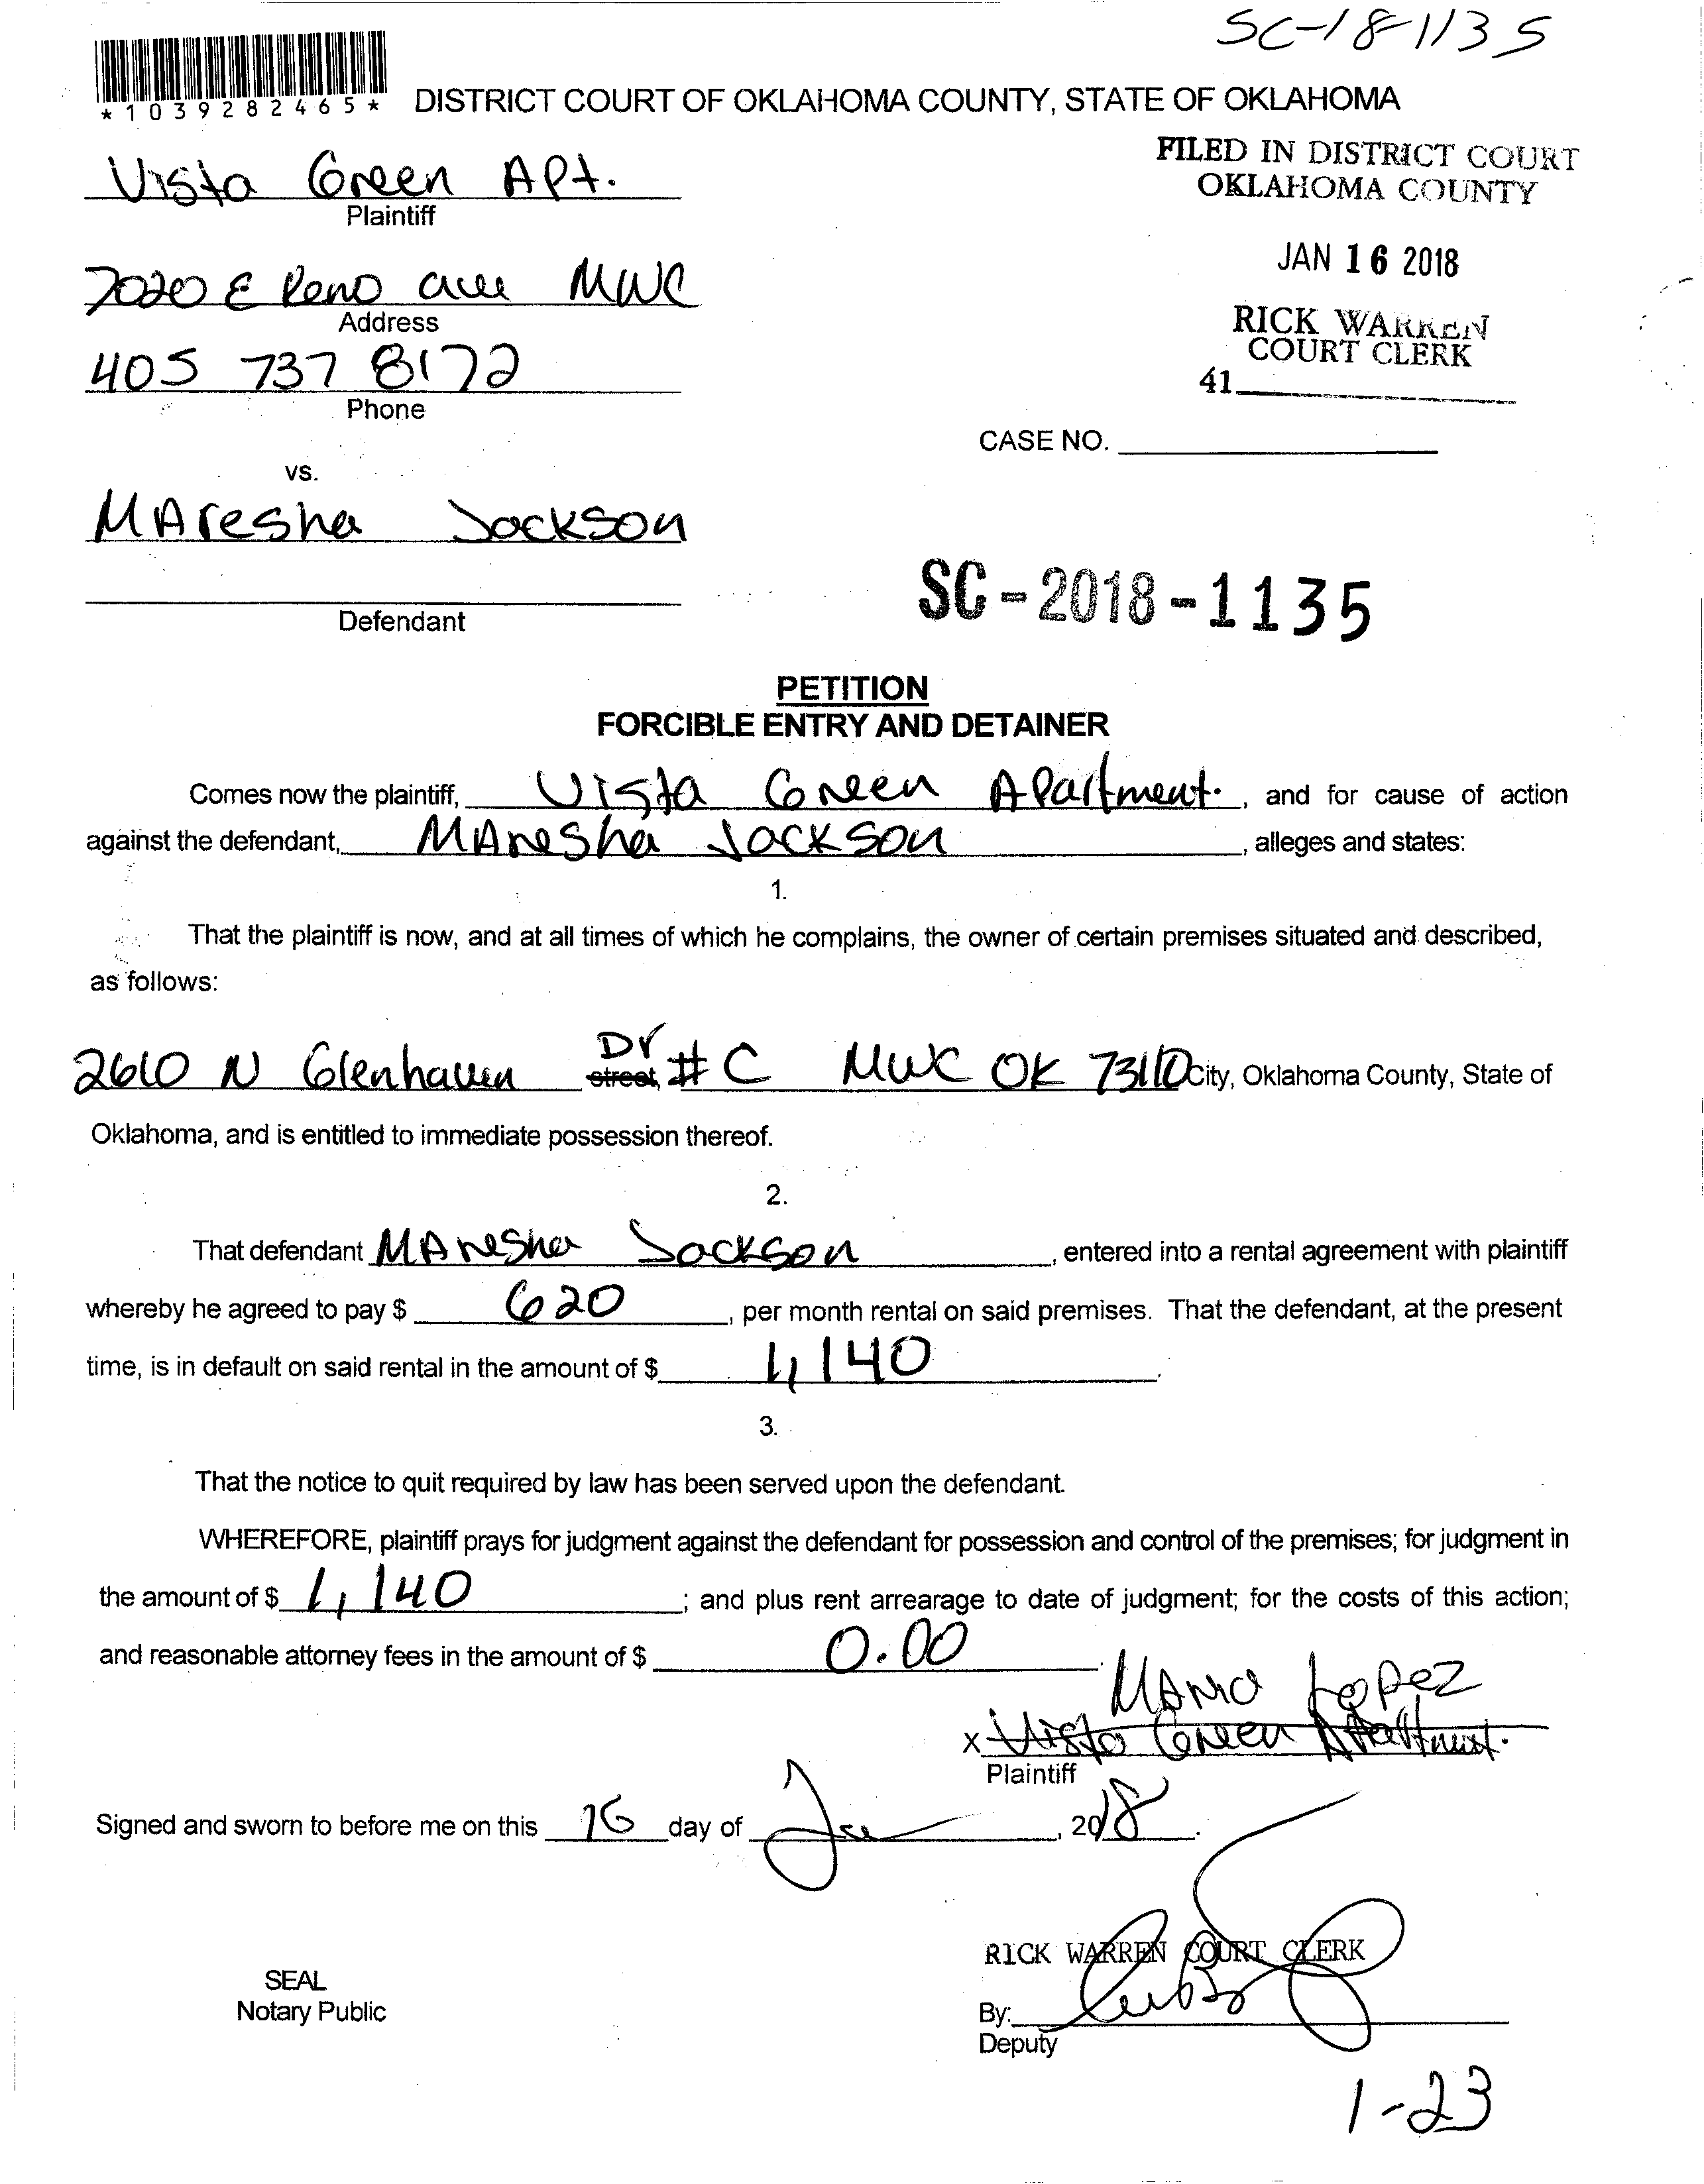 SC-18-1135
*1039282465*
DISTRICT COURT OF OKLAHOMA COUNTY, STATE OF OKLAHOMA
Vista Green Apt.
Plaintiff
FILED IN DISTRICT COURT
OKLAHOMA COUNTY
JAN 16 2018
RICK WARREN
COURT CLERK
41
7020 E Reno ave MWC
Address
405 737 8172
Phone
CASE NO.
vs.
MAresha Jackson
Defendant
SC-2018-1135
PETITION
FORCIBLE ENTRY AND DETAINER
Comes now the plaintiff, Vista Green Apartment. , and for cause of action
against the defendant, MAresha Jackson , alleges and states:
1.
That the plaintiff is now, and at all times of which he complains, the owner of certain premises situated and described,
as follows:
2610 N Glenhaven street Dr # C MWC OK 73110 City, Oklahoma County, State of
Oklahoma, and is entitled to immediate possession thereof.
2.
That defendant MAresha Jackson , entered into a rental agreement with plaintiff
whereby he agreed to pay $ 620 , per month rental on said premises. That the defendant, at the present
time, is in default on said rental in the amount of $ 1,140 .
3.
That the notice to quit required by law has been served upon the defendant.
WHEREFORE, plaintiff prays for judgment against the defendant for possession and control of the premises; for judgment in
the amount of $ 1,140 ; and plus rent arrearage to date of judgment; for the costs of this action;
and reasonable attorney fees in the amount of $ 0.00 .
Lopez
x Vista Green Apartment.
Plaintiff
Signed and sworn to before me on this 16 day of Jan , 2018 .
RICK WARREN COURT CLERK
SEAL
Notary Public
By:
Deputy
1-23